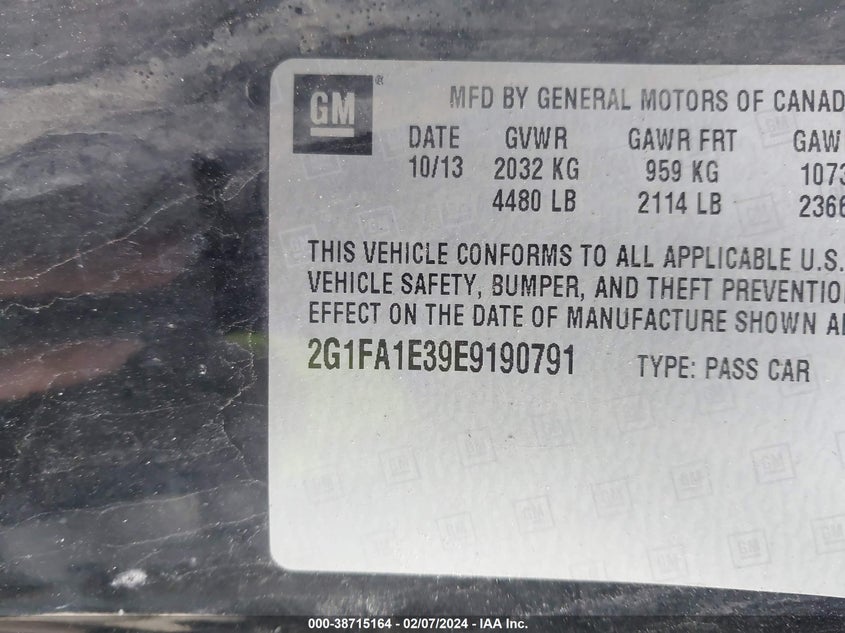 GM ®
MFD BY GENERAL MOTORS OF CANAD
DATE GVWR GAWR FRT GAW
10/13 2032 KG 959 KG 1073
4480 LB 2114 LB 2366
THIS VEHICLE CONFORMS TO ALL APPLICABLE U.S.
VEHICLE SAFETY, BUMPER, AND THEFT PREVENTIO
EFFECT ON THE DATE OF MANUFACTURE SHOWN A
2G1FA1E39E9190791 TYPE: PASS CAR
000-38715164 - 02/07/2024 - IAA Inc.